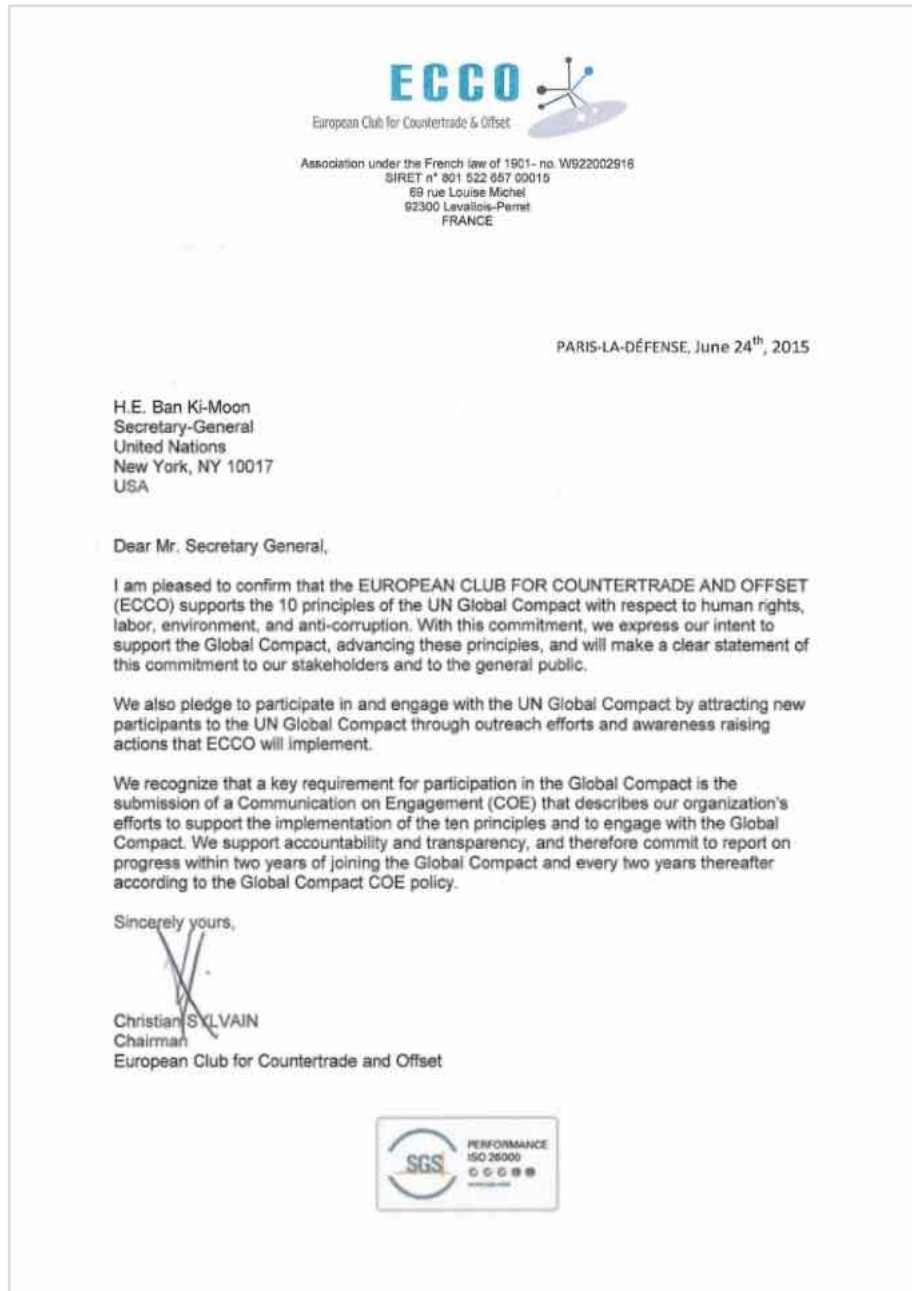 ECCO
European Club for Countertrade & Offset
Association under the French law of 1901- no. W922002916
SIRET n° 801 522 657 00015
69 rue Louise Michel
92300 Levallois-Perret
FRANCE
PARIS-LA-DÉFENSE, June 24th, 2015
H.E. Ban Ki-Moon
Secretary-General
United Nations
New York, NY 10017
USA
Dear Mr. Secretary General,
I am pleased to confirm that the EUROPEAN CLUB FOR COUNTERTRADE AND OFFSET
(ECCO) supports the 10 principles of the UN Global Compact with respect to human rights,
labor, environment, and anti-corruption. With this commitment, we express our intent to
support the Global Compact, advancing these principles, and will make a clear statement of
this commitment to our stakeholders and to the general public.
We also pledge to participate in and engage with the UN Global Compact by attracting new
participants to the UN Global Compact through outreach efforts and awareness raising
actions that ECCO will implement.
We recognize that a key requirement for participation in the Global Compact is the
submission of a Communication on Engagement (COE) that describes our organization's
efforts to support the implementation of the ten principles and to engage with the Global
Compact. We support accountability and transparency, and therefore commit to report on
progress within two years of joining the Global Compact and every two years thereafter
according to the Global Compact COE policy.
Sincerely yours,
Christian SYLVAIN
Chairman
European Club for Countertrade and Offset
SGS
PERFORMANCE
ISO 26000